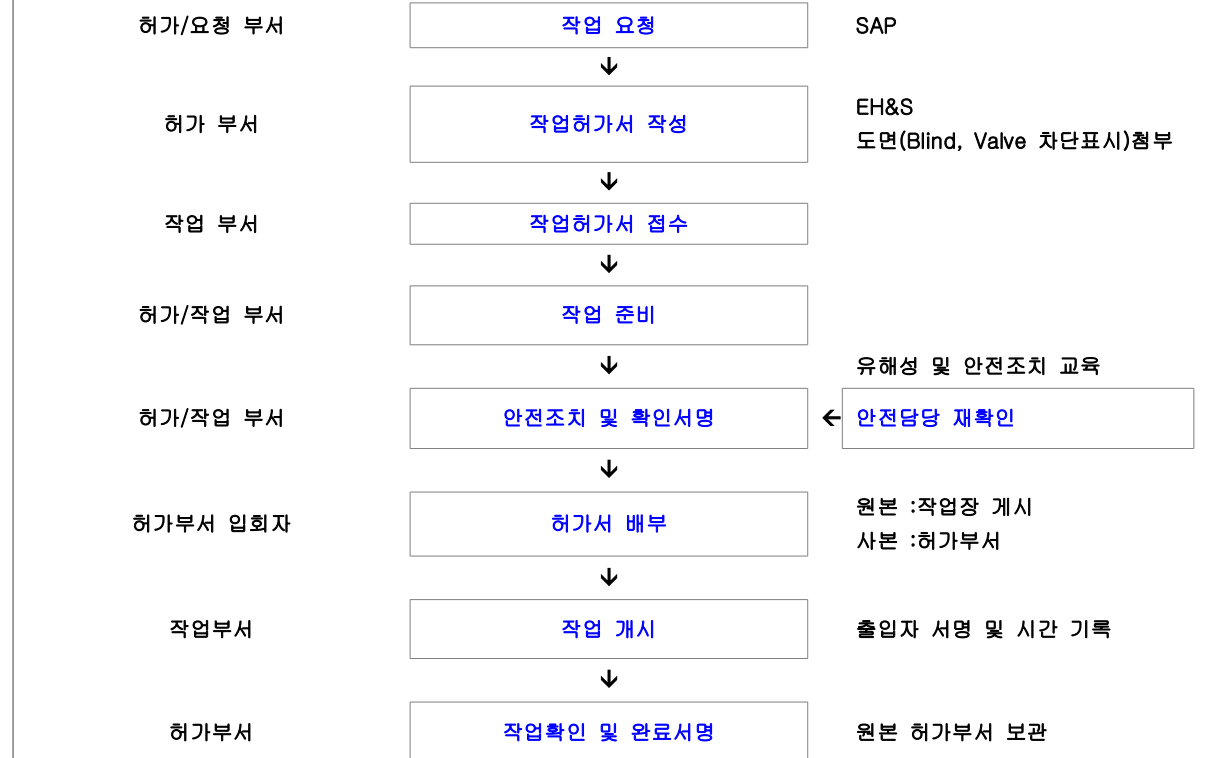 허가/요청 부서 작업 요청 SAP
허가 부서 작업허가서 작성 EH&S
도면(Blind, Valve 차단표시)첨부
작업 부서 작업허가서 접수
허가/작업 부서 작업 준비
유해성 및 안전조치 교육
허가/작업 부서 안전조치 및 확인서명 안전담당 재확인
허가부서 입회자 허가서 배부 원본 :작업장 게시
사본 :허가부서
작업부서 작업 개시 출입자 서명 및 시간 기록
허가부서 작업확인 및 완료서명 원본 허가부서 보관